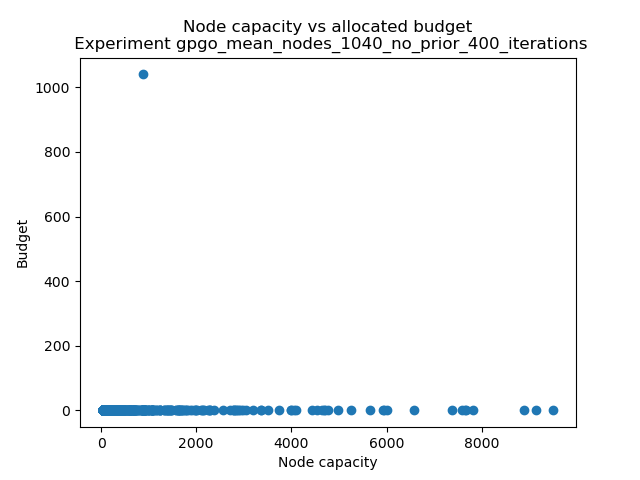 Node capacity vs allocated budget
Experiment gpgo_mean_nodes_1040_no_prior_400_iterations
1000
800
600
400
200
0
Budget
0 2000 4000 6000 8000
Node capacity